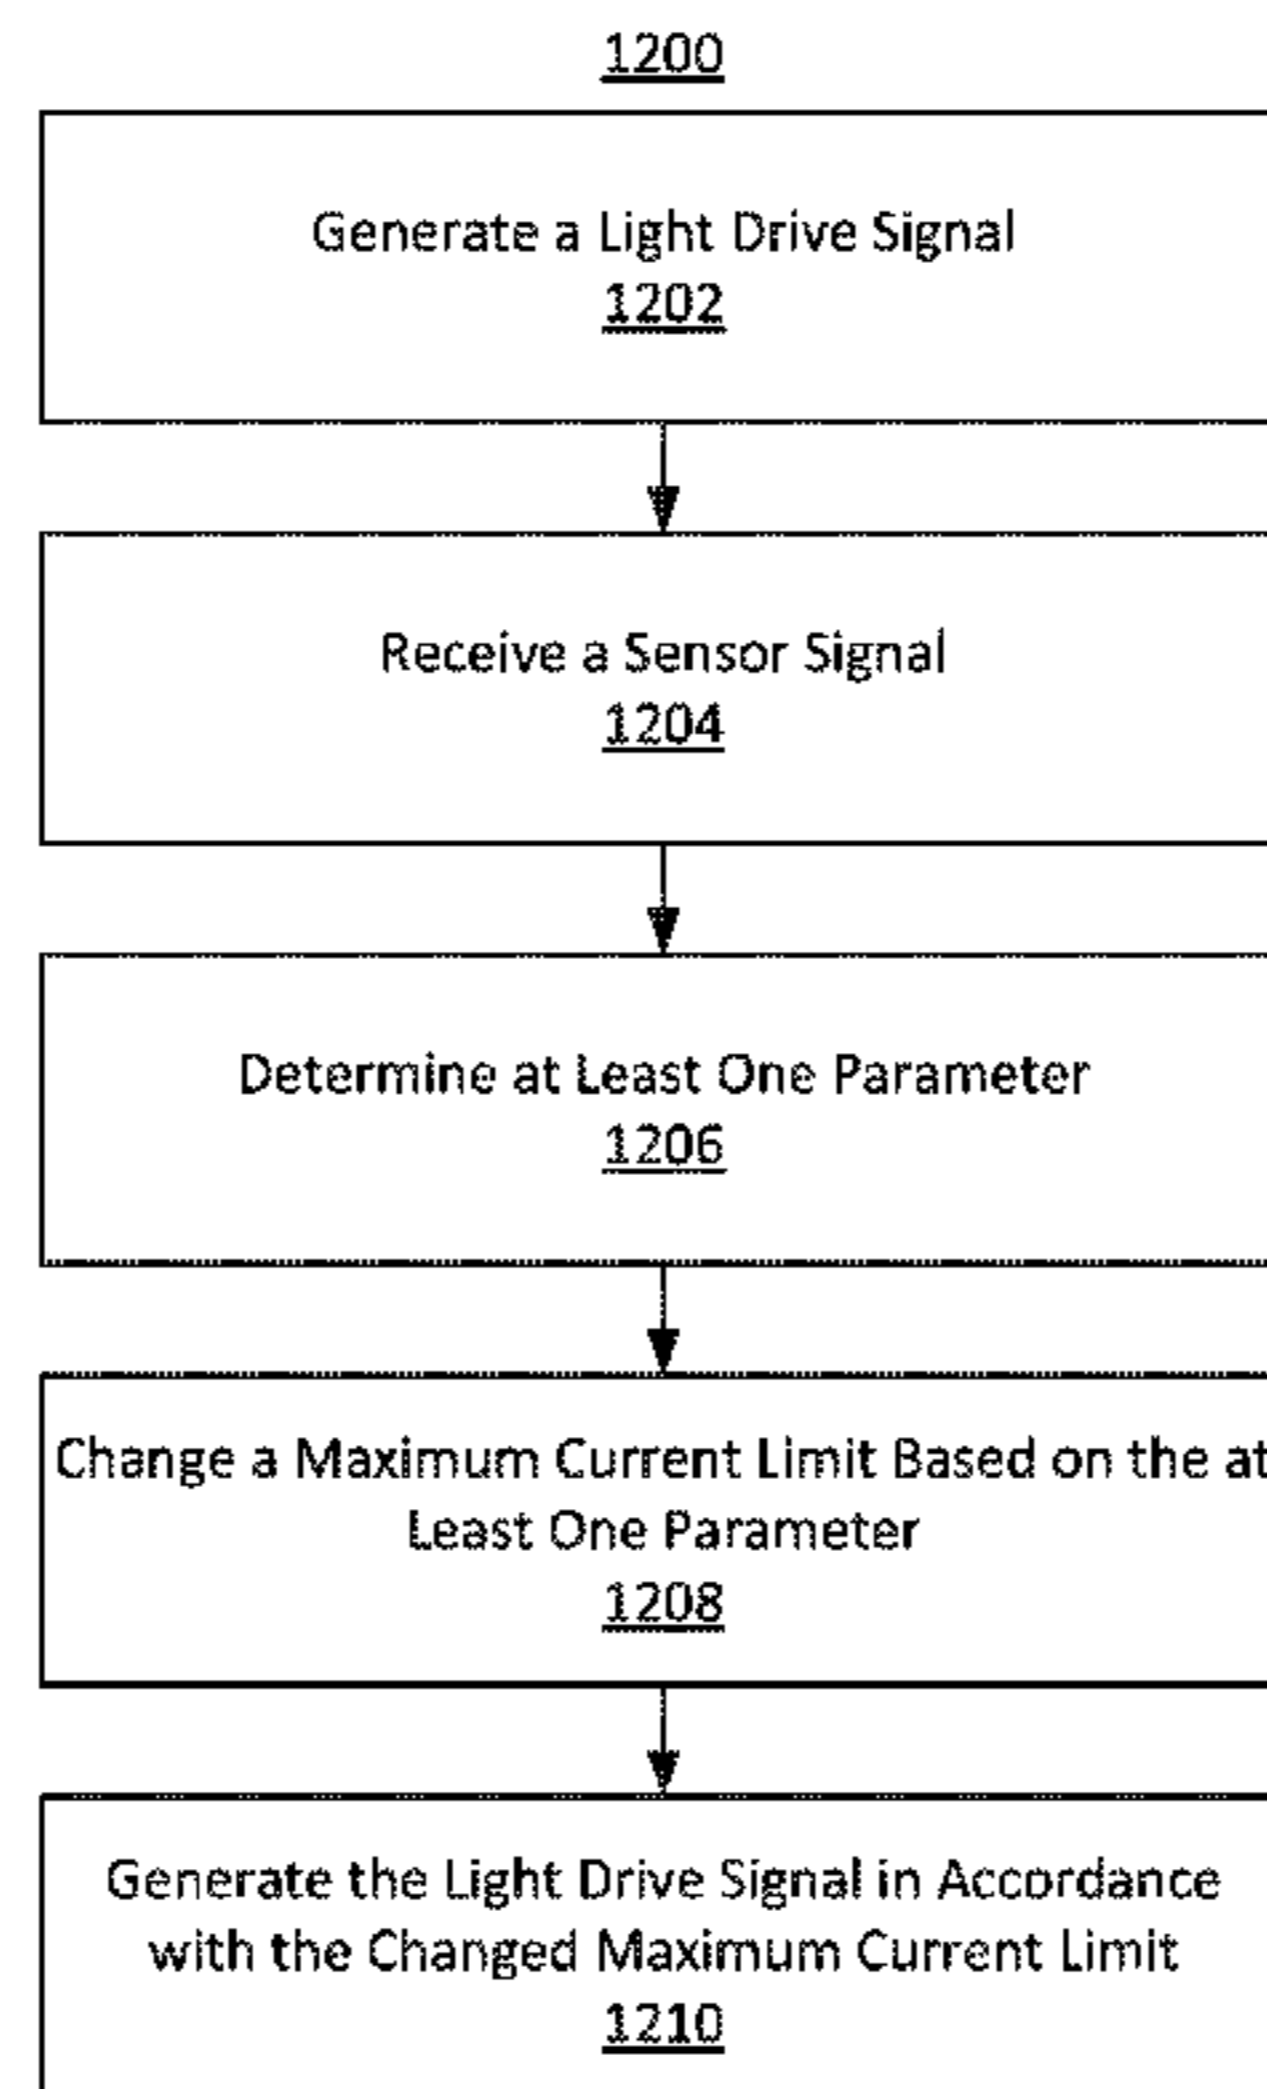 1200
Generate a Light Drive Signal
1202
Receive a Sensor Signal
1204
Determine at Least One Parameter
1206
Change a Maximum Current Limit Based on the at
Least One Parameter
1208
Generate the Light Drive Signal in Accordance
with the Changed Maximum Current Limit
1210